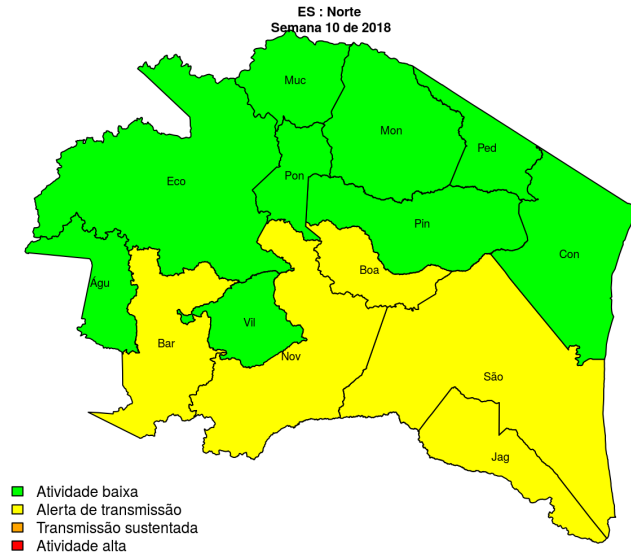 ES : Norte
Semana 10 de 2018
Muc
Mon
Ped
Eco
Pon
Pin
Con
Boa
Águ
Vil
Bar
Nov
São
Jag
Atividade baixa
Alerta de transmissão
Transmissão sustentada
Atividade alta